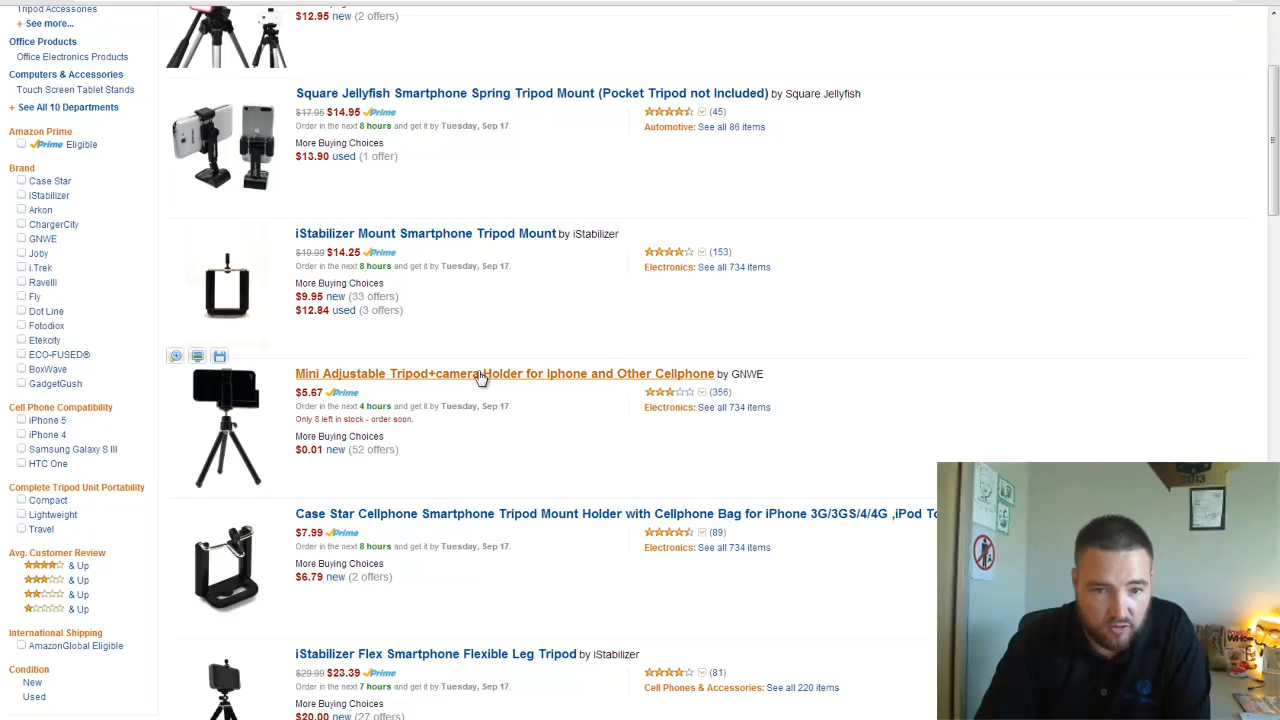 Tripod Accessories
+ See more...
Office Products
Office Electronics Products
Computers & Accessories
Touch Screen Tablet Stands
+ See All 10 Departments
Amazon Prime
Prime Eligible
Brand
Case Star
iStabilizer
Arkon
ChargerCity
GNWE
Joby
i.Trek
Ravelli
Fly
Dot Line
Fotodiox
Etekcity
ECO-FUSED®
BoxWave
GadgetGush
Cell Phone Compatibility
iPhone 5
iPhone 4
Samsung Galaxy S III
HTC One
Complete Tripod Unit Portability
Compact
Lightweight
Travel
Avg. Customer Review
& Up
& Up
& Up
& Up
International Shipping
AmazonGlobal Eligible
Condition
New
Used
$12.95 new (2 offers)
Square Jellyfish Smartphone Spring Tripod Mount (Pocket Tripod not Included) by Square Jellyfish
$17.95 $14.95 Prime
(45)
Order in the next 8 hours and get it by Tuesday, Sep 17.
Automotive: See all 86 items
More Buying Choices
$13.90 used (1 offer)
iStabilizer Mount Smartphone Tripod Mount by iStabilizer
$19.99 $14.25 Prime
(153)
Order in the next 8 hours and get it by Tuesday, Sep 17.
Electronics: See all 734 items
More Buying Choices
$9.95 new (33 offers)
$12.84 used (3 offers)
Mini Adjustable Tripod+camera Holder for Iphone and Other Cellphone by GNWE
$5.67 Prime
(356)
Order in the next 4 hours and get it by Tuesday, Sep 17.
Electronics: See all 734 items
Only 8 left in stock - order soon.
More Buying Choices
$0.01 new (52 offers)
Case Star Cellphone Smartphone Tripod Mount Holder with Cellphone Bag for iPhone 3G/3GS/4/4G ,iPod To
$7.99 Prime
(89)
Order in the next 8 hours and get it by Tuesday, Sep 17.
Electronics: See all 734 items
More Buying Choices
$6.79 new (2 offers)
iStabilizer Flex Smartphone Flexible Leg Tripod by iStabilizer
$29.99 $23.39 Prime
(81)
Order in the next 7 hours and get it by Tuesday, Sep 17.
Cell Phones & Accessories: See all 220 items
More Buying Choices
$20.00 new (27 offers)
2013